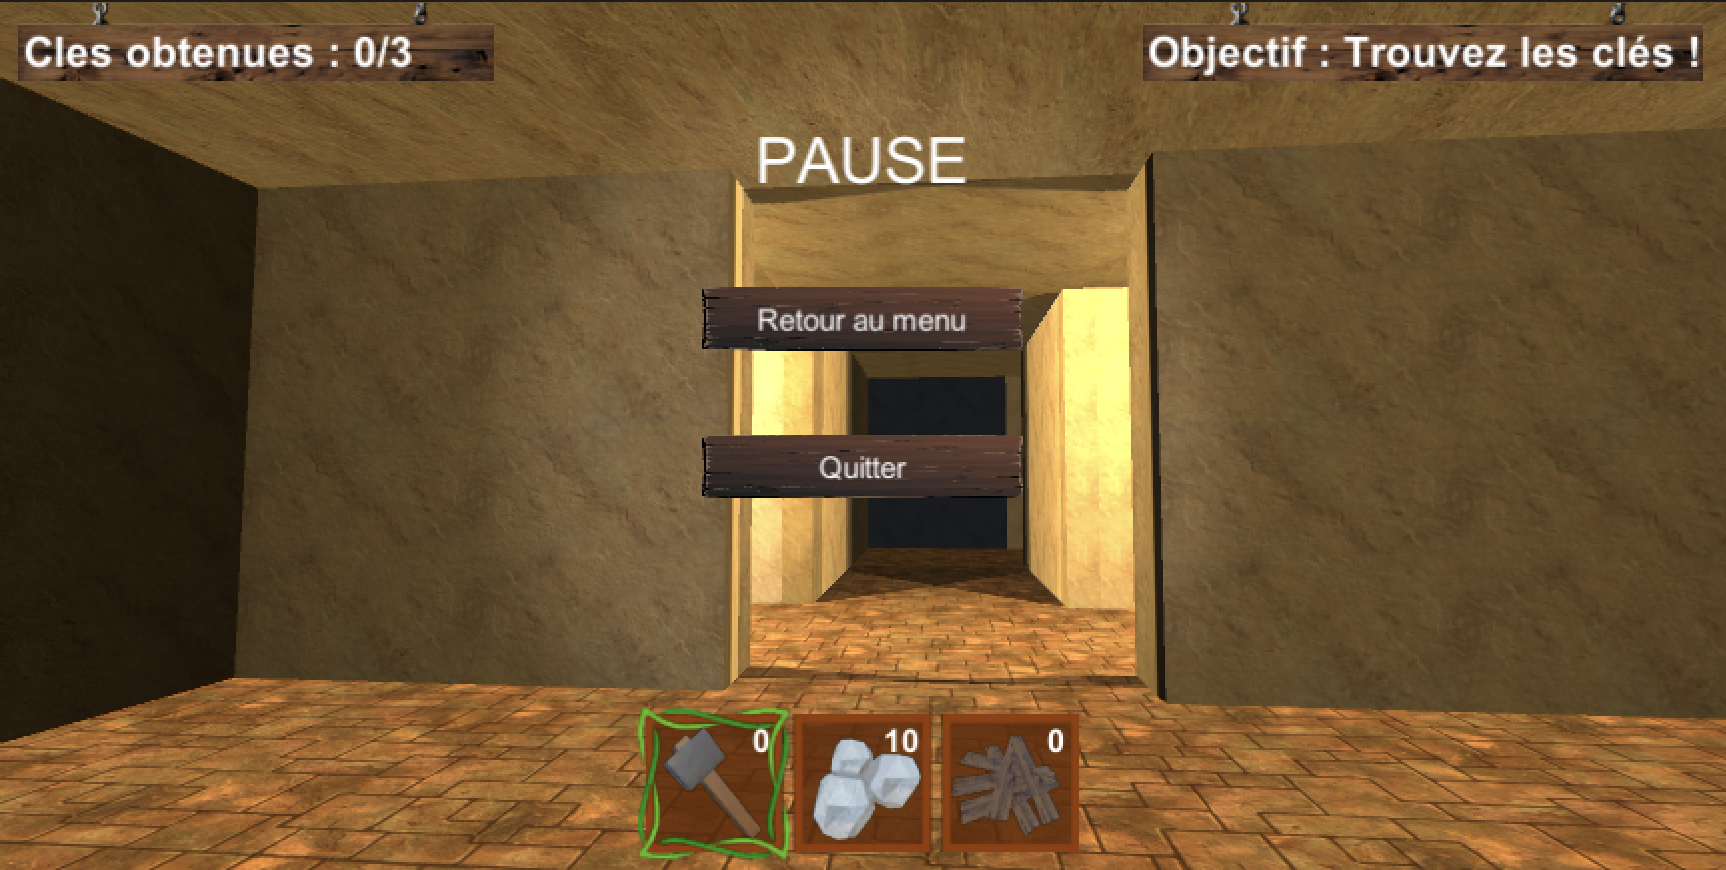 Cles obtenues : 0/3
Objectif : Trouvez les clés !
PAUSE
Retour au menu
Quitter
0
10
0